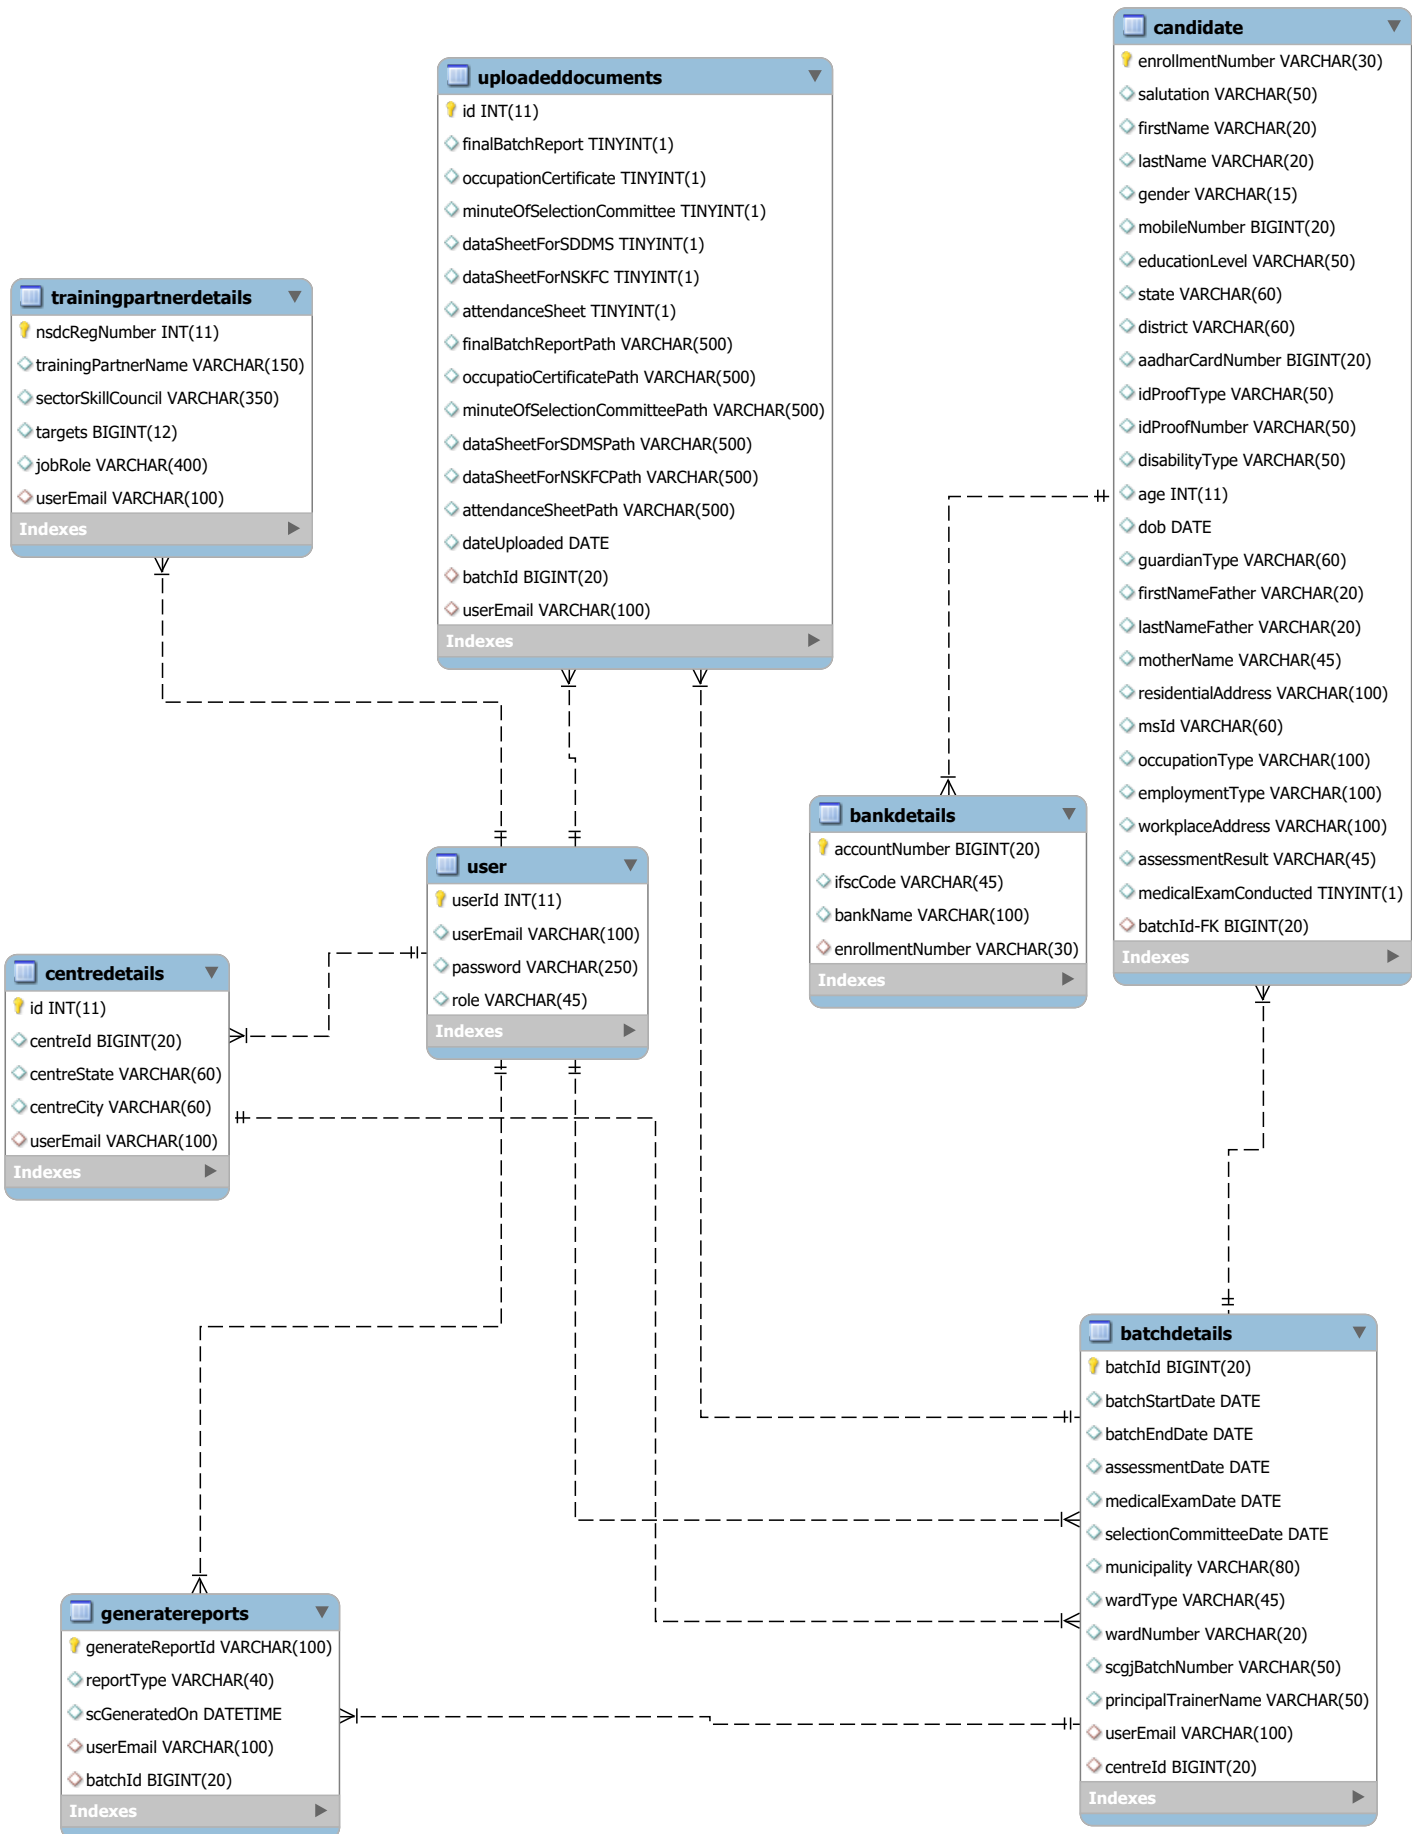 candidate
enrollmentNumber VARCHAR(30)
salutation VARCHAR(50)
firstName VARCHAR(20)
lastName VARCHAR(20)
gender VARCHAR(15)
mobileNumber BIGINT(20)
educationLevel VARCHAR(50)
state VARCHAR(60)
district VARCHAR(60)
aadharCardNumber BIGINT(20)
idProofType VARCHAR(50)
idProofNumber VARCHAR(50)
disabilityType VARCHAR(50)
age INT(11)
dob DATE
guardianType VARCHAR(60)
firstNameFather VARCHAR(20)
lastNameFather VARCHAR(20)
motherName VARCHAR(45)
residentialAddress VARCHAR(100)
msId VARCHAR(60)
occupationType VARCHAR(100)
employmentType VARCHAR(100)
workplaceAddress VARCHAR(100)
assessmentResult VARCHAR(45)
medicalExamConducted TINYINT(1)
batchId-FK BIGINT(20)
Indexes
uploadeddocuments
id INT(11)
finalBatchReport TINYINT(1)
occupationCertificate TINYINT(1)
minuteOfSelectionCommittee TINYINT(1)
dataSheetForSDDMS TINYINT(1)
dataSheetForNSKFC TINYINT(1)
attendanceSheet TINYINT(1)
finalBatchReportPath VARCHAR(500)
occupatioCertificatePath VARCHAR(500)
minuteOfSelectionCommitteePath VARCHAR(500)
dataSheetForSDMSPath VARCHAR(500)
dataSheetForNSKFCPath VARCHAR(500)
attendanceSheetPath VARCHAR(500)
dateUploaded DATE
batchId BIGINT(20)
userEmail VARCHAR(100)
Indexes
trainingpartnerdetails
nsdcRegNumber INT(11)
trainingPartnerName VARCHAR(150)
sectorSkillCouncil VARCHAR(350)
targets BIGINT(12)
jobRole VARCHAR(400)
userEmail VARCHAR(100)
Indexes
bankdetails
accountNumber BIGINT(20)
ifscCode VARCHAR(45)
bankName VARCHAR(100)
enrollmentNumber VARCHAR(30)
Indexes
user
userId INT(11)
userEmail VARCHAR(100)
password VARCHAR(250)
role VARCHAR(45)
Indexes
centredetails
id INT(11)
centreId BIGINT(20)
centreState VARCHAR(60)
centreCity VARCHAR(60)
userEmail VARCHAR(100)
Indexes
batchdetails
batchId BIGINT(20)
batchStartDate DATE
batchEndDate DATE
assessmentDate DATE
medicalExamDate DATE
selectionCommitteeDate DATE
municipality VARCHAR(80)
wardType VARCHAR(45)
wardNumber VARCHAR(20)
scgjBatchNumber VARCHAR(50)
principalTrainerName VARCHAR(50)
userEmail VARCHAR(100)
centreId BIGINT(20)
Indexes
generatereports
generateReportId VARCHAR(100)
reportType VARCHAR(40)
scGeneratedOn DATETIME
userEmail VARCHAR(100)
batchId BIGINT(20)
Indexes